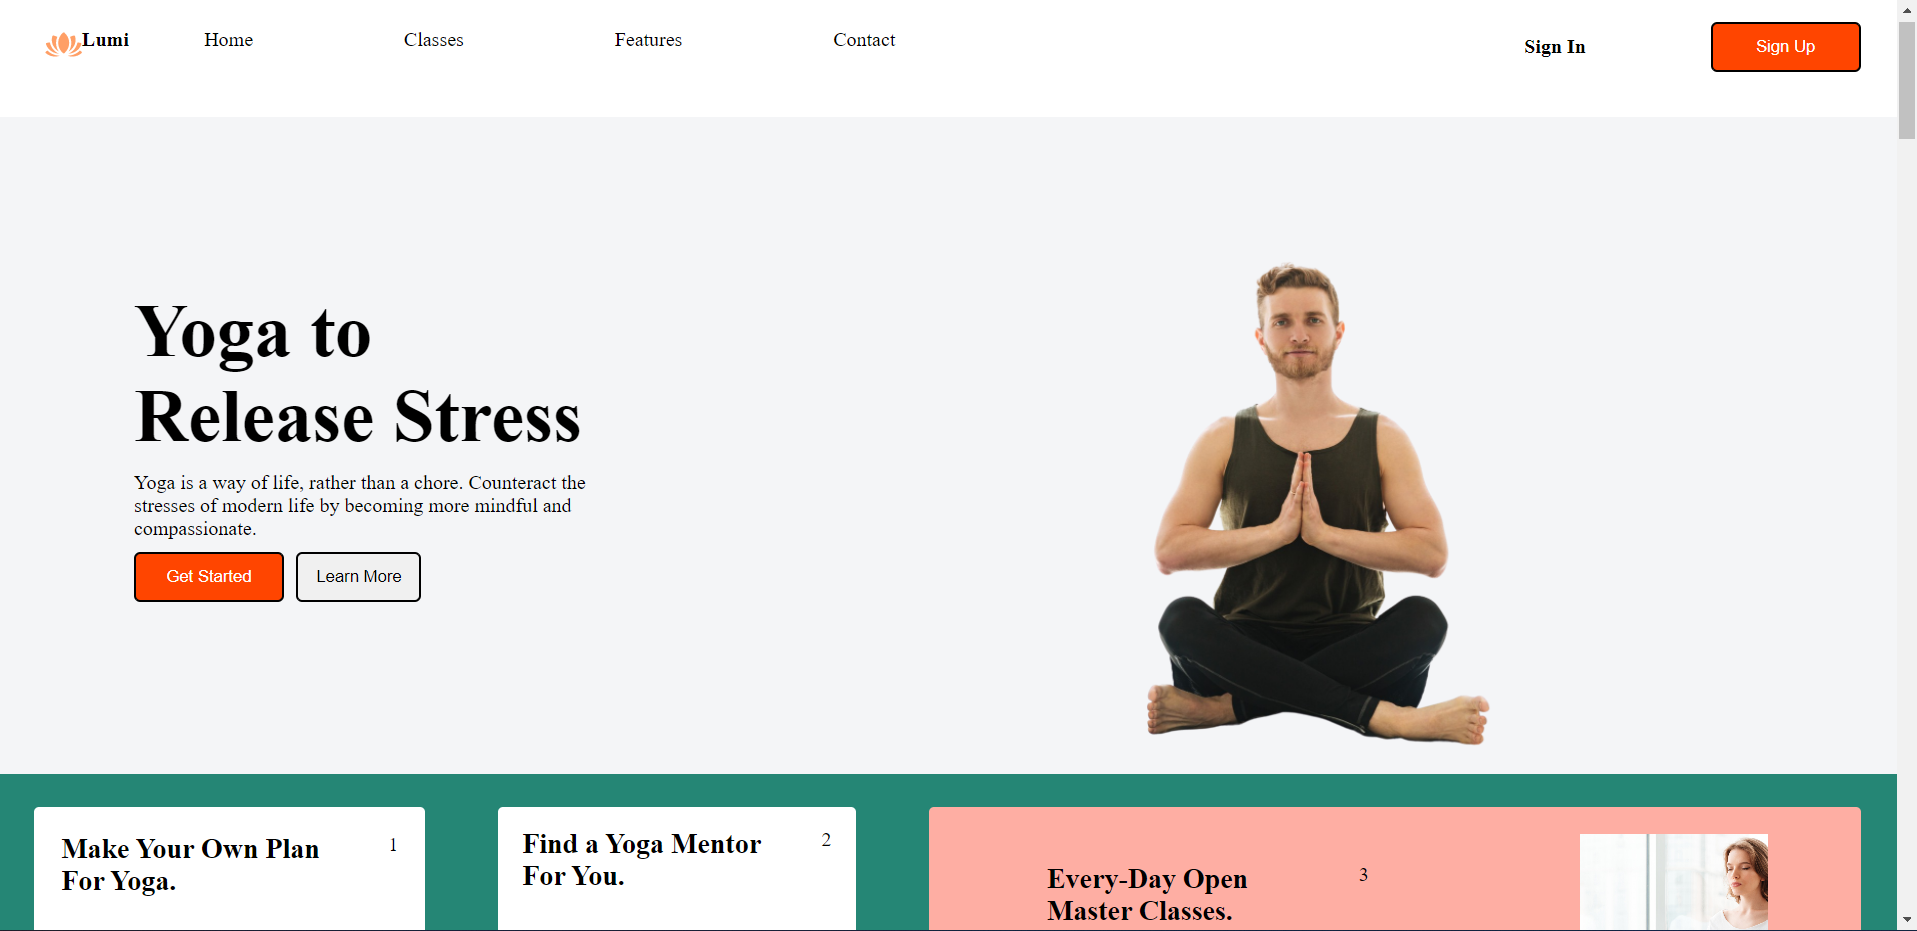 Lumi
Home
Classes
Features
Contact
Sign In
Sign Up
Yoga to
Release Stress
Yoga is a way of life, rather than a chore. Counteract the
stresses of modern life by becoming more mindful and
compassionate.
Get Started
Learn More
Make Your Own Plan
For Yoga.
1
Find a Yoga Mentor
For You.
2
Every-Day Open
Master Classes.
3